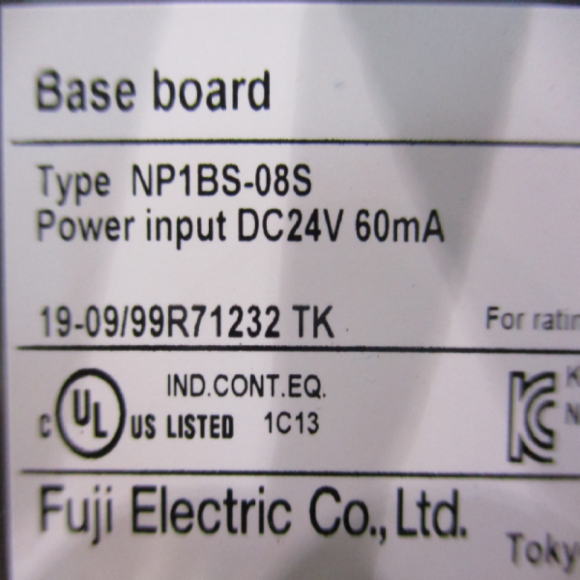 Base board
Type NP1BS-08S
Power input DC24V 60mA
19-09/99R71232 TK For ratin
IND.CONT.EQ.
C UL US LISTED 1C13
KC K
N
Fuji Electric Co., Ltd.
Toky